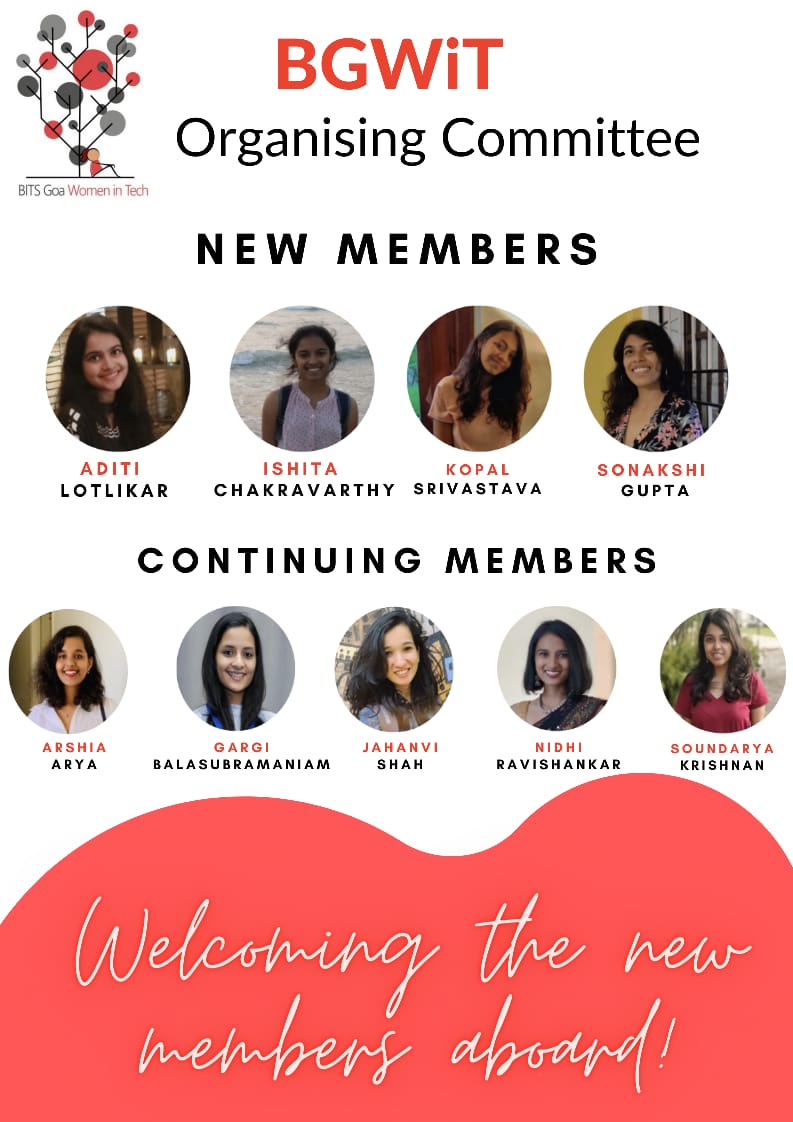 BGWiT
Organising Committee
BITS Goa Women in Tech
NEW MEMBERS
ADITI
LOTLIKAR
ISHITA
CHAKRAVARTHY
KOPAL
SRIVASTAVA
SONAKSHI
GUPTA
CONTINUING MEMBERS
ARSHIA
ARYA
GARGI
BALASUBRAMANIAM
JAHANVI
SHAH
NIDHI
RAVISHANKAR
SOUNDARYA
KRISHNAN
Welcoming the new
members aboard!